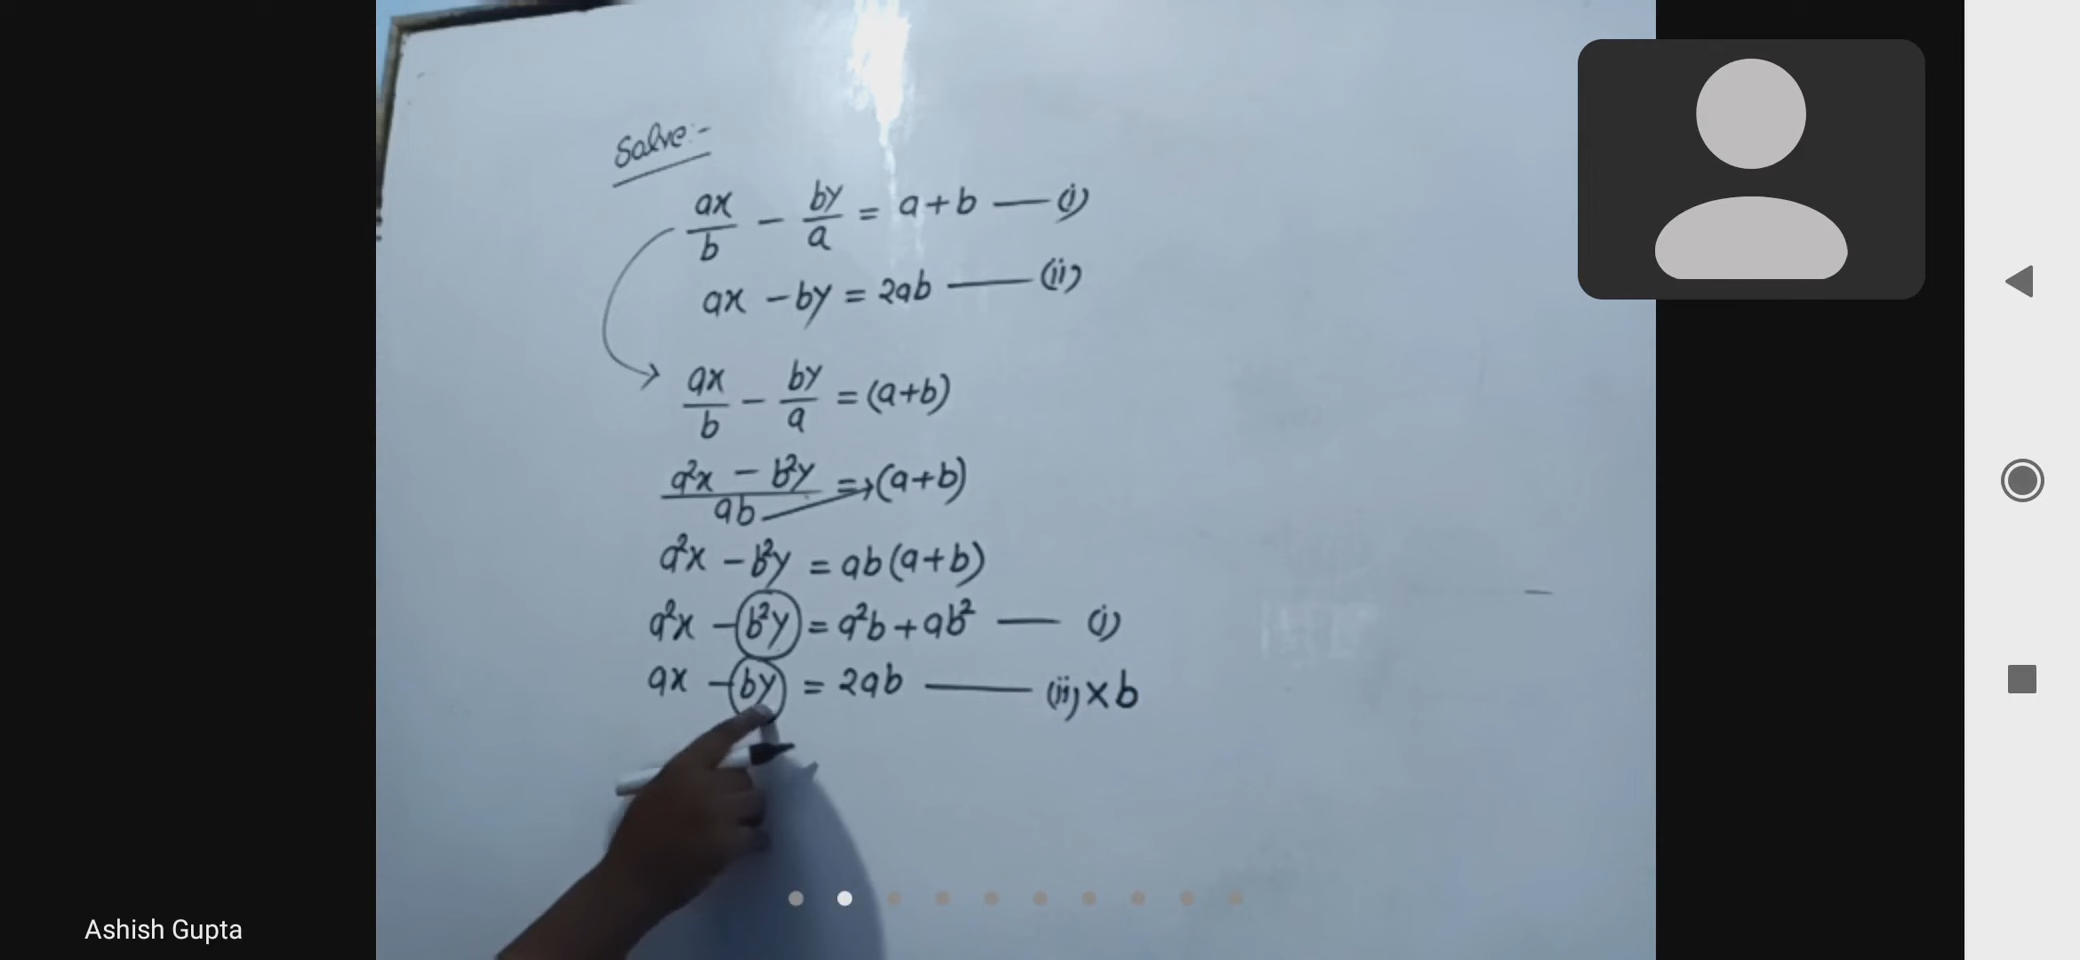 Solve:-
ax/b - by/a = a+b — (i)
ax - by = 2ab — (ii)
ax/b - by/a = (a+b)
a²x - b²y/ab = (a+b)
a²x - b²y = ab(a+b)
a²x - b²y = a²b + ab² — (i)
ax - by = 2ab — (ii) × b
Ashish Gupta